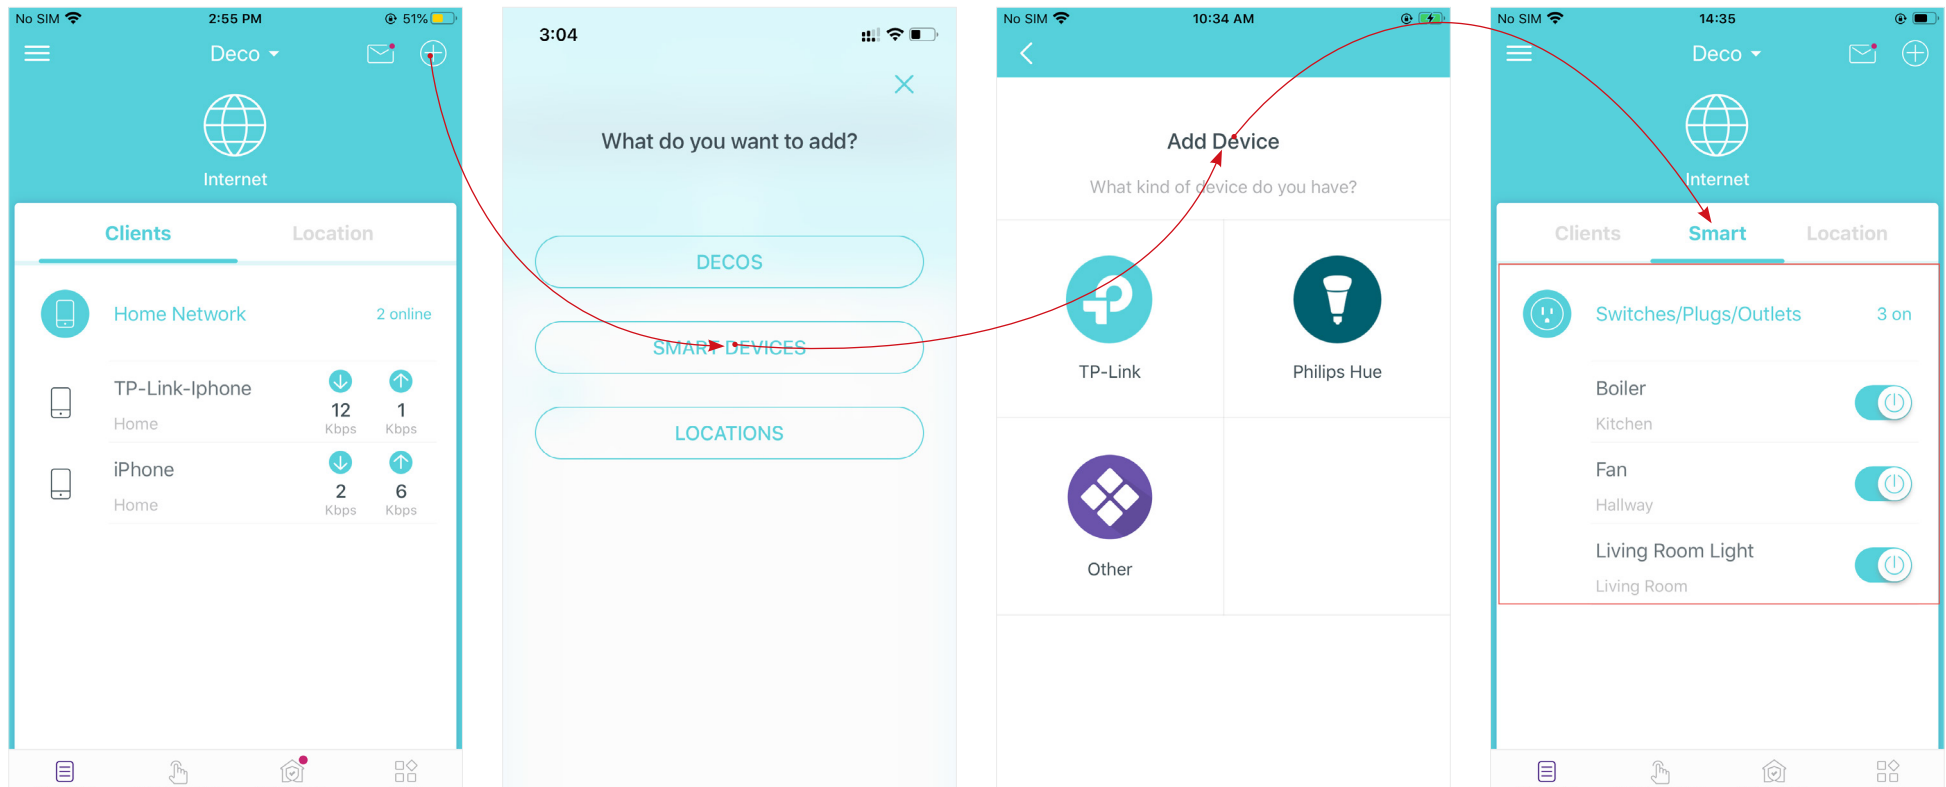 No SIM 2:55 PM 51%
Deco
Internet
Clients Location
Home Network 2 online
TP-Link-Iphone
Home
12 1
Kbps Kbps
iPhone
Home
2 6
Kbps Kbps
3:04
What do you want to add?
DECOS
SMART DEVICES
LOCATIONS
No SIM 10:34 AM
Add Device
What kind of device do you have?
TP-Link Philips Hue
Other
No SIM 14:35
Deco
Internet
Clients Smart Location
Switches/Plugs/Outlets 3 on
Boiler
Kitchen
Fan
Hallway
Living Room Light
Living Room